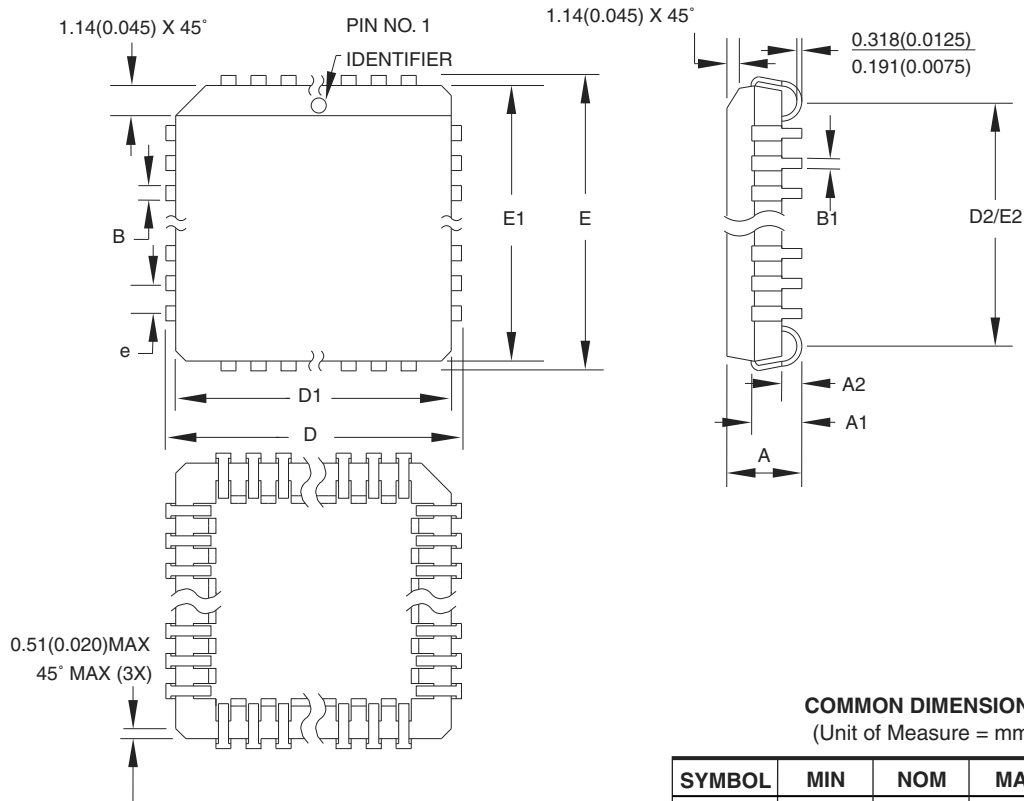 1.14(0.045) X 45˚
PIN NO. 1
IDENTIFIER
1.14(0.045) X 45˚
0.318(0.0125)
0.191(0.0075)
E1
E
B
e
B1
D2/E2
D1
D
A2
A1
A
0.51(0.020)MAX
45˚ MAX (3X)
COMMON DIMENSION
(Unit of Measure = mm
SYMBOL MIN NOM MA